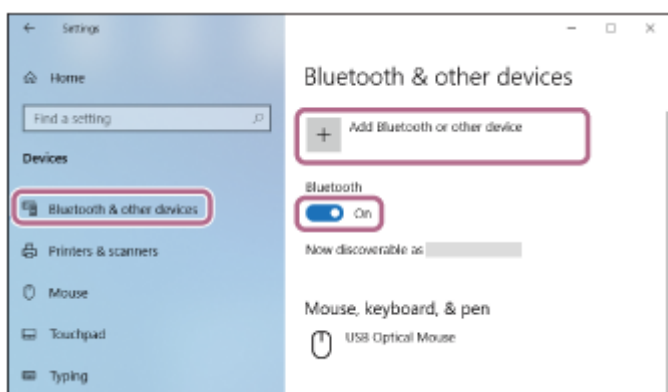 Settings
Home
Find a setting
Devices
Bluetooth & other devices
Printers & scanners
Mouse
Touchpad
Typing
Bluetooth & other devices
Add Bluetooth or other device
Bluetooth
On
Now discoverable as
Mouse, keyboard, & pen
USB Optical Mouse